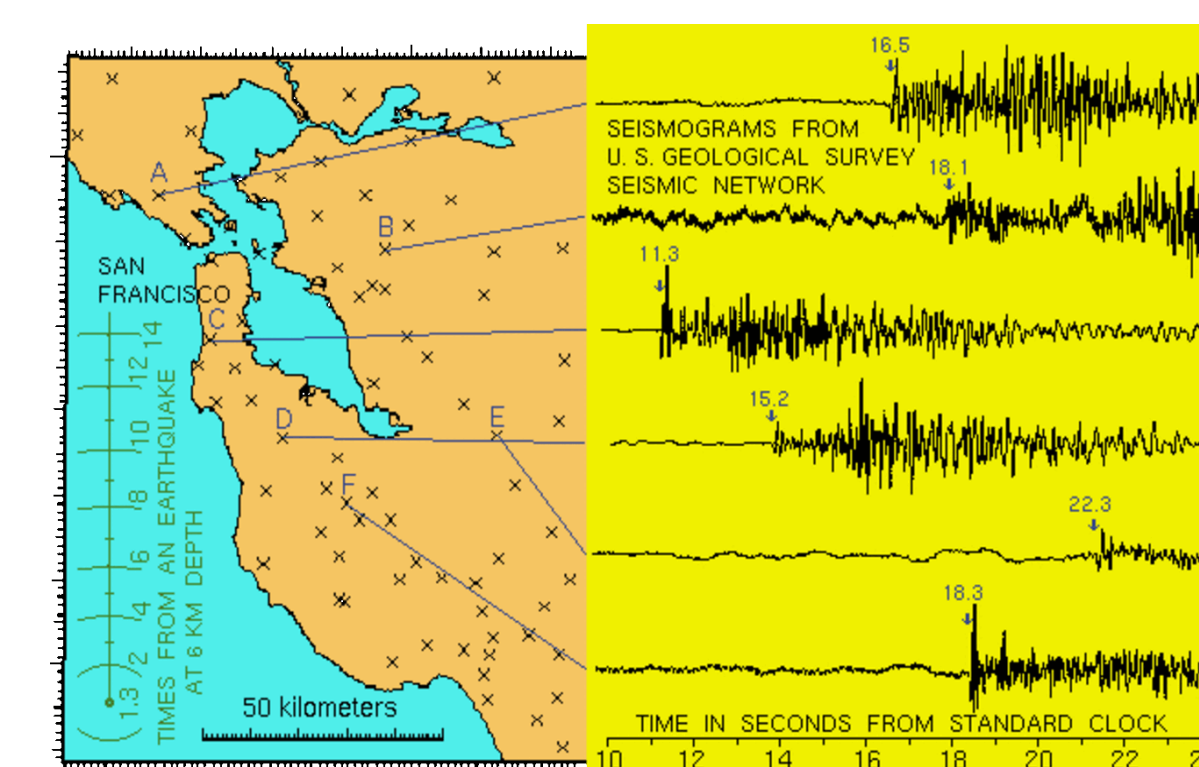 A
B
SAN
FRANCISCO
C
D
E
F
14
12
10
8
6
4
2
1.3
TIMES FROM AN EARTHQUAKE
AT 6 KM DEPTH
50 kilometers
16.5
SEISMOGRAMS FROM
U. S. GEOLOGICAL SURVEY
SEISMIC NETWORK
18.1
11.3
15.2
22.3
18.3
TIME IN SECONDS FROM STANDARD CLOCK
10 12 14 16 18 20 22